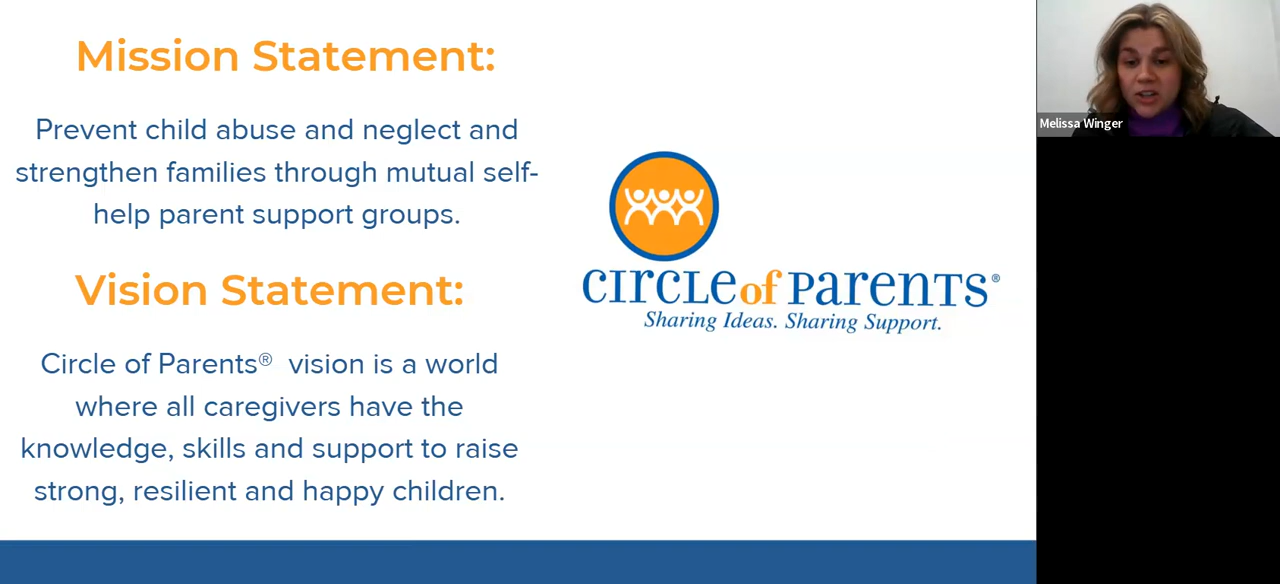 Mission Statement:
Prevent child abuse and neglect and
strengthen families through mutual self-
help parent support groups.
Vision Statement:
Circle of Parents® vision is a world
where all caregivers have the
knowledge, skills and support to raise
strong, resilient and happy children.
CIRCLE of PARENTS®
Sharing Ideas. Sharing Support.
Melissa Winger